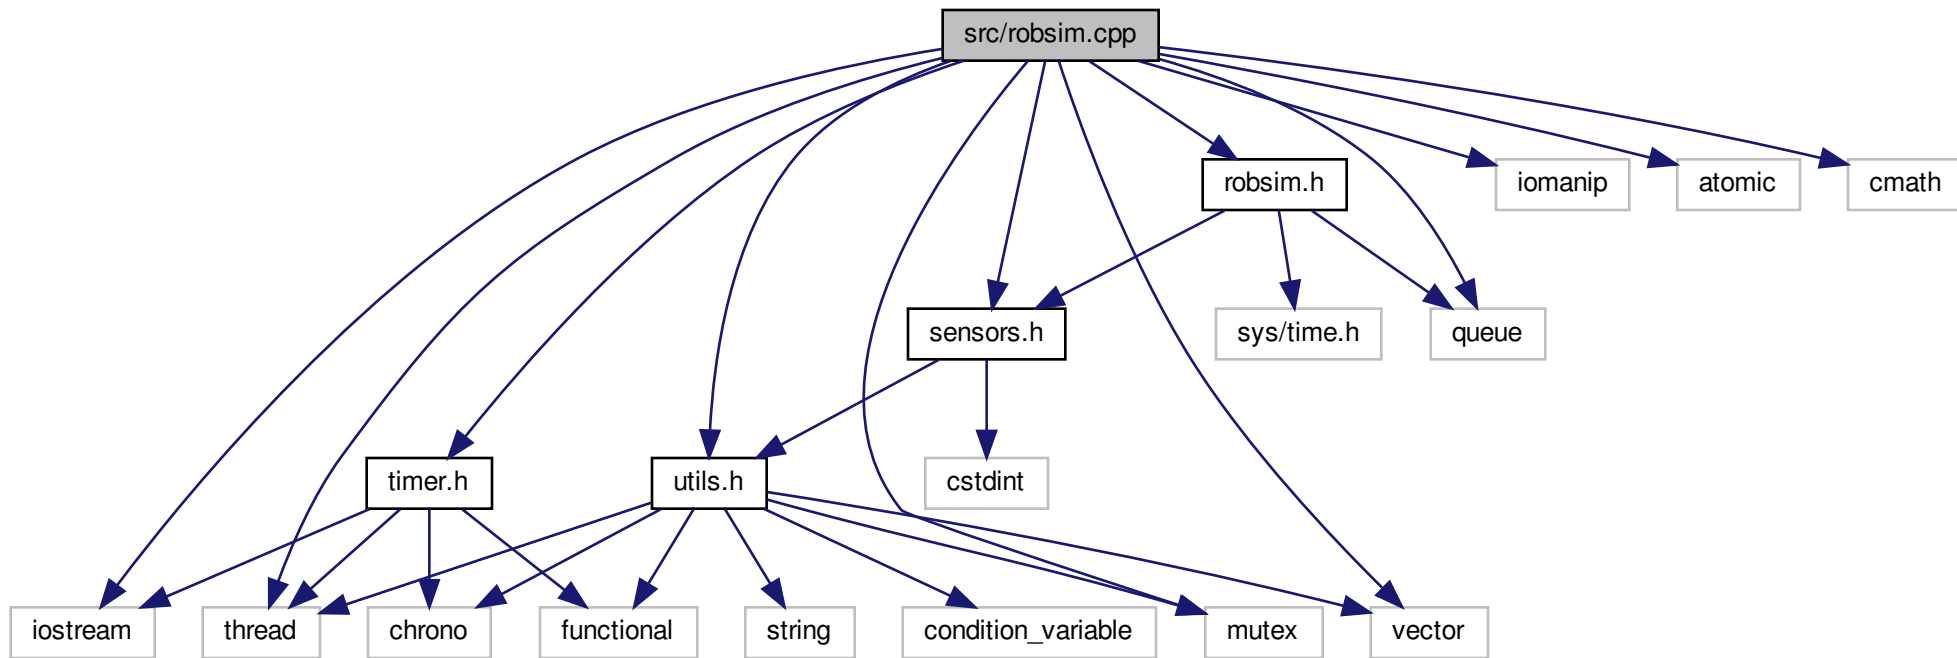 src/robsim.cpp
robsim.h
iomanip
atomic
cmath
sensors.h
sys/time.h
queue
timer.h
utils.h
cstdint
iostream
thread
chrono
functional
string
condition_variable
mutex
vector